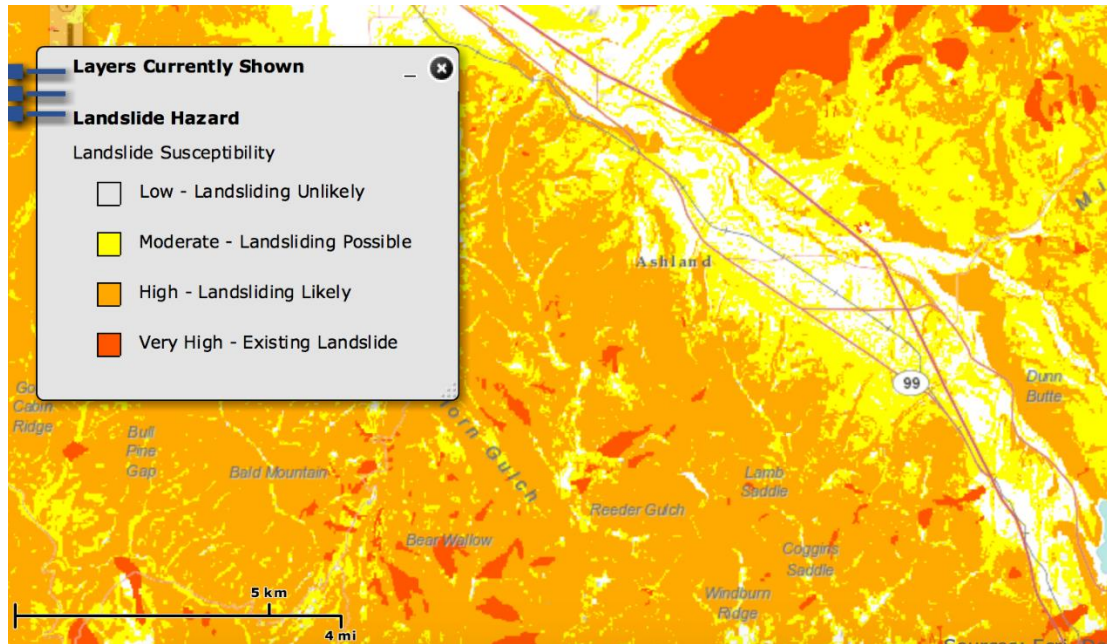 Layers Currently Shown
Landslide Hazard
Landslide Susceptibility
Low - Landsliding Unlikely
Moderate - Landsliding Possible
High - Landsliding Likely
Very High - Existing Landslide
Ashland
99
Dunn
Butte
Cabin
Ridge
Bull
Pine
Gap
Bald Mountain
Gulch
Lamb
Saddle
Reeder Gulch
Bear Wallow
Coggins
Saddle
Windburn
Ridge
5 km
4 mi